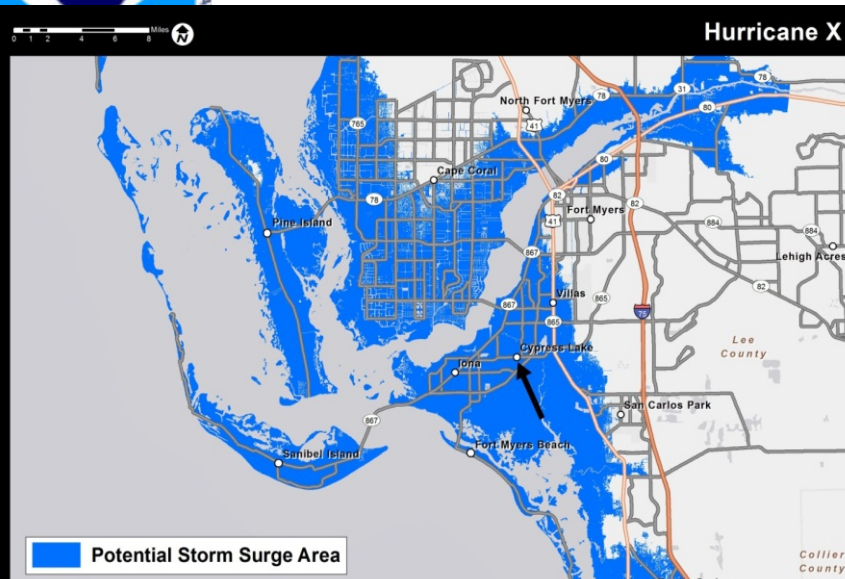 0 1 2 4 6 8 Miles
N
Hurricane X
78
31
North Fort Myers
78
80
41
765
80
Cape Coral
82
78
Fort Myers
41
82
Pine Island
884
884
867
Lehigh Acres
82
Villas
865
867
75
865
Lee
County
Cypress Lake
Iona
San Carlos Park
867
Fort Myers Beach
Sanibel Island
Potential Storm Surge Area
Collier
County